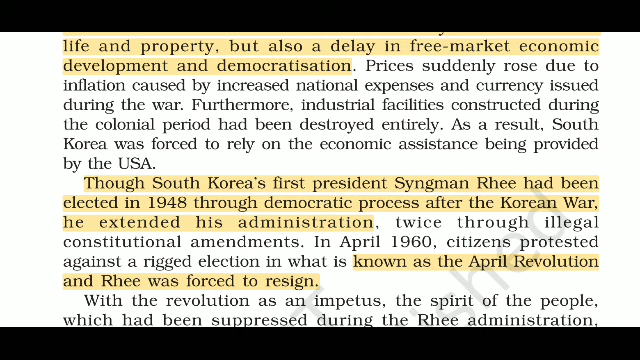 life and property, but also a delay in free-market economic
development and democratisation. Prices suddenly rose due to
inflation caused by increased national expenses and currency issued
during the war. Furthermore, industrial facilities constructed during
the colonial period had been destroyed entirely. As a result, South
Korea was forced to rely on the economic assistance being provided
by the USA.
Though South Korea's first president Syngman Rhee had been
elected in 1948 through democratic process after the Korean War,
he extended his administration, twice through illegal
constitutional amendments. In April 1960, citizens protested
against a rigged election in what is known as the April Revolution
and Rhee was forced to resign.
With the revolution as an impetus, the spirit of the people,
which had been suppressed during the Rhee administration,